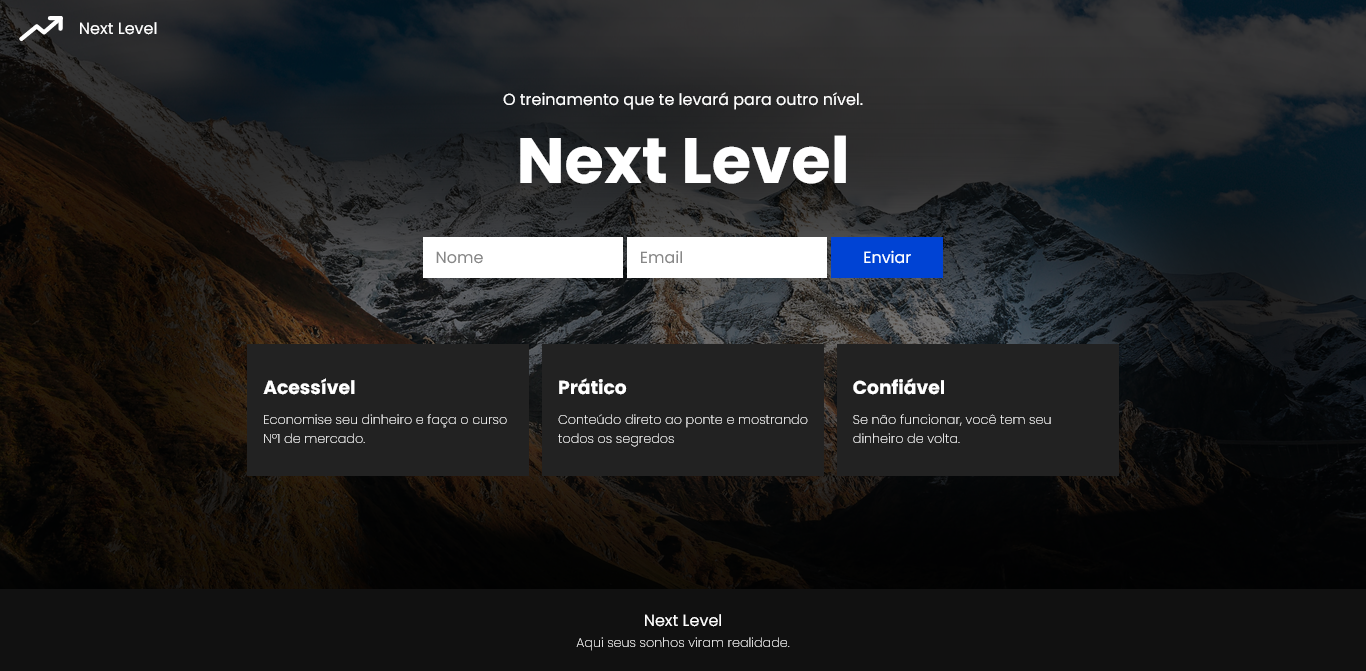 Next Level
O treinamento que te levará para outro nível.
Next Level
Nome
Email
Enviar
Acessível
Economise seu dinheiro e faça o curso
Nº1 de mercado.
Prático
Conteúdo direto ao ponte e mostrando
todos os segredos
Confiável
Se não funcionar, você tem seu
dinheiro de volta.
Next Level
Aqui seus sonhos viram realidade.